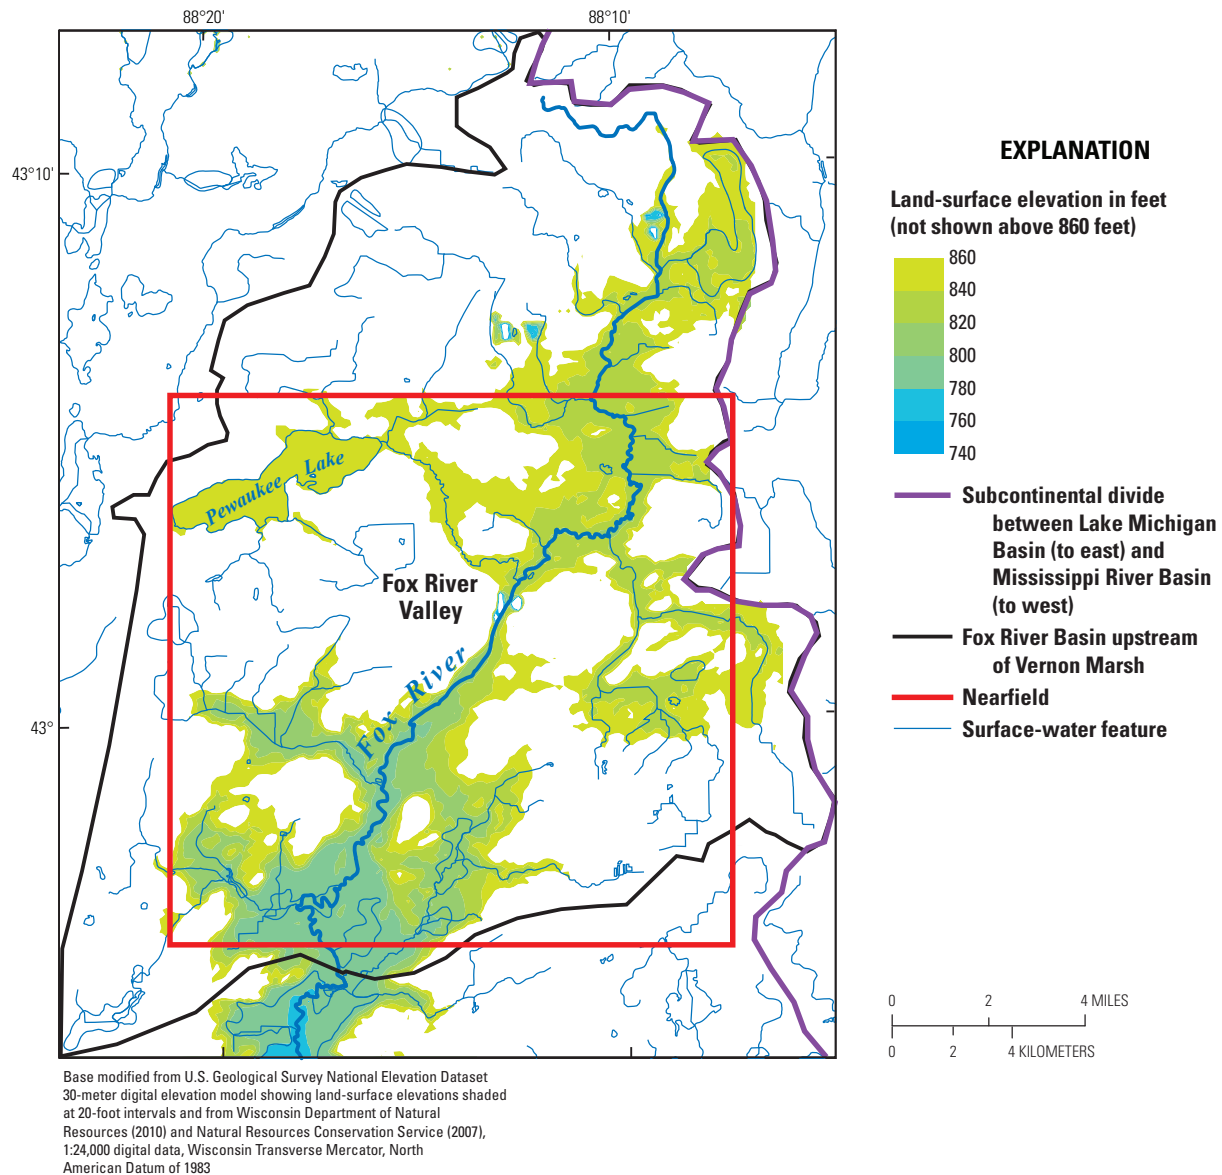 88°20'
88°10'
43°10'
43°
Pewaukee Lake
Fox River
Valley
Fox River
EXPLANATION
Land-surface elevation in feet
(not shown above 860 feet)
860
840
820
800
780
760
740
Subcontinental divide
between Lake Michigan
Basin (to east) and
Mississippi River Basin
(to west)
Fox River Basin upstream
of Vernon Marsh
Nearfield
Surface-water feature
0 2 4 MILES
0 2 4 KILOMETERS
Base modified from U.S. Geological Survey National Elevation Dataset
30-meter digital elevation model showing land-surface elevations shaded
at 20-foot intervals and from Wisconsin Department of Natural
Resources (2010) and Natural Resources Conservation Service (2007),
1:24,000 digital data, Wisconsin Transverse Mercator, North
American Datum of 1983